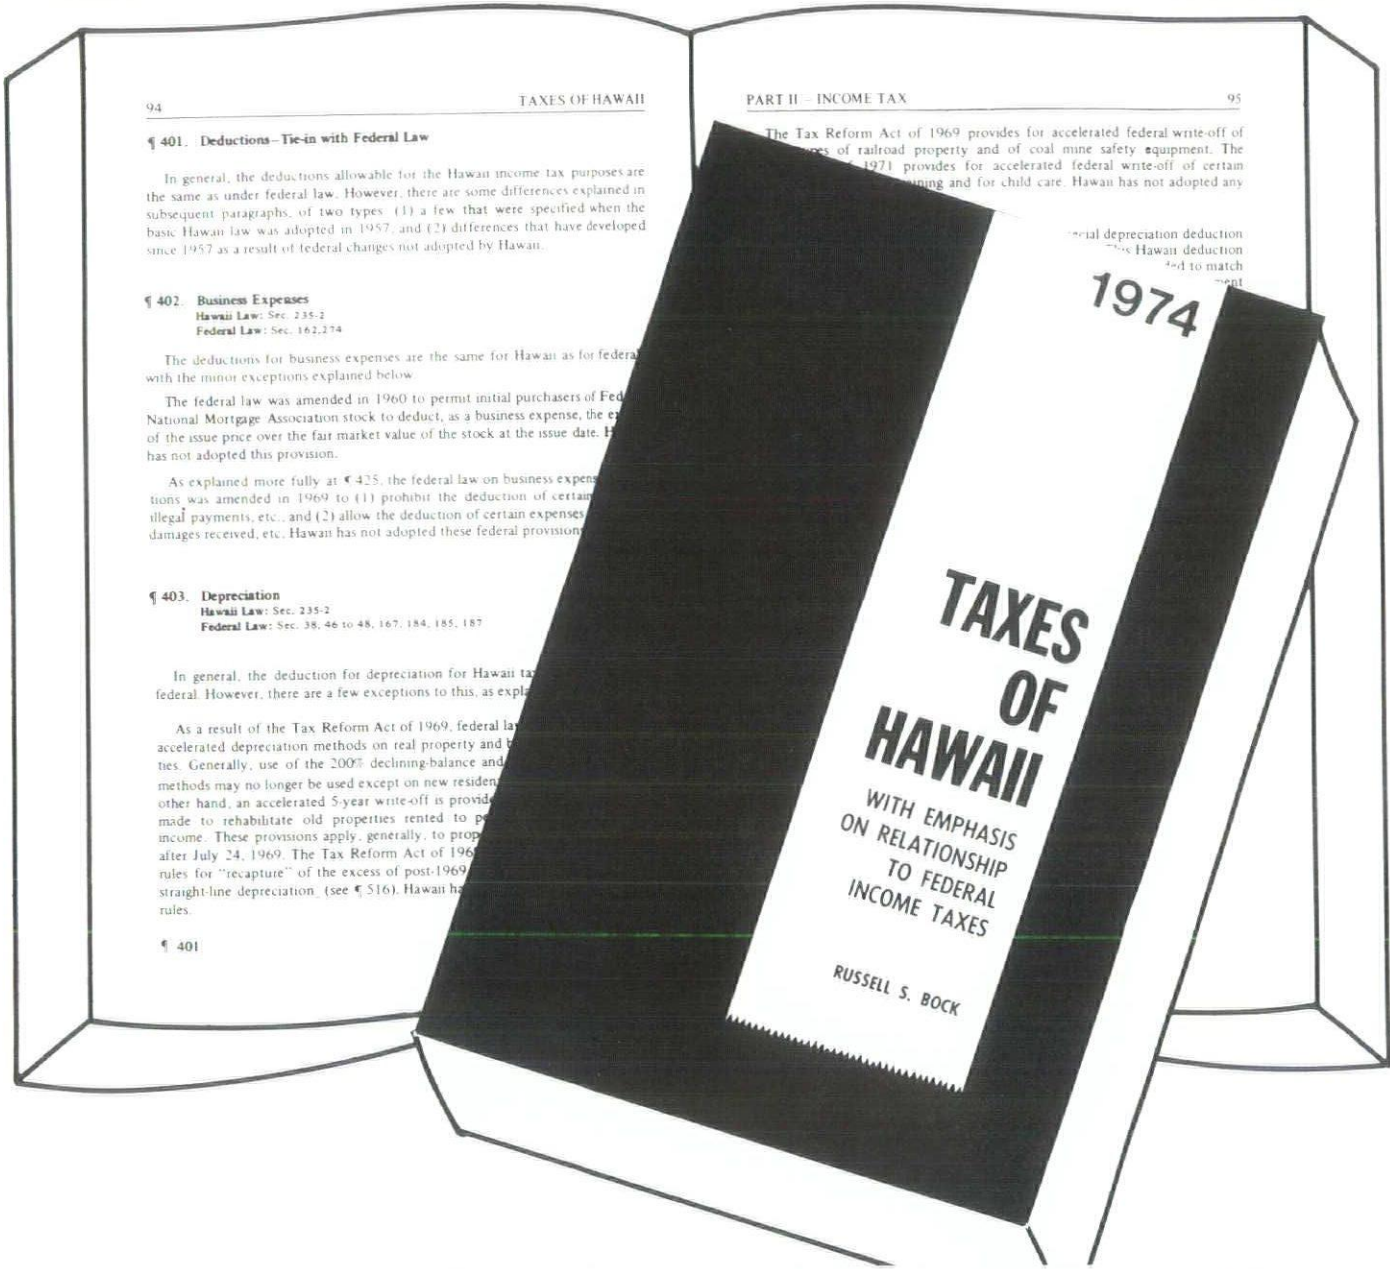 94 TAXES OF HAWAII
¶ 401. Deductions–Tie-in with Federal Law
In general, the deductions allowable for the Hawaii income tax purposes are
the same as under federal law. However, there are some differences explained in
subsequent paragraphs, of two types: (1) a few that were specified when the
basic Hawaii law was adopted in 1957, and (2) differences that have developed
since 1957 as a result of federal changes not adopted by Hawaii.
¶ 402. Business Expenses
Hawaii Law: Sec. 235-2
Federal Law: Sec. 162,274
The deductions for business expenses are the same for Hawaii as for federal
with the minor exceptions explained below
The federal law was amended in 1960 to permit initial purchasers of Fed
National Mortgage Association stock to deduct, as a business expense, the
of the issue price over the fair market value of the stock at the issue date. H
has not adopted this provision.
As explained more fully at ¶ 425, the federal law on business expens
tions was amended in 1969 to (1) prohibit the deduction of certain
illegal payments, etc., and (2) allow the deduction of certain expenses
damages received, etc. Hawaii has not adopted these federal provisions
¶ 403. Depreciation
Hawaii Law: Sec. 235-2
Federal Law: Sec. 38, 46 to 48, 167, 184, 185, 187
In general, the deduction for depreciation for Hawaii ta
federal. However, there are a few exceptions to this, as expla
As a result of the Tax Reform Act of 1969, federal la
accelerated depreciation methods on real property and b
ties. Generally, use of the 200% declining-balance and
methods may no longer be used except on new residen
other hand, an accelerated 5-year write-off is provide
made to rehabilitate old properties rented to pe
income. These provisions apply, generally, to prop
after July 24, 1969. The Tax Reform Act of 196
rules for "recapture" of the excess of post-1969
straight-line depreciation, (see ¶ 516). Hawaii ha
rules.
¶ 401
PART II – INCOME TAX 95
The Tax Reform Act of 1969 provides for accelerated federal write-off of
pes of railroad property and of coal mine safety equipment. The
1971 provides for accelerated federal write-off of certain
ining and for child care. Hawaii has not adopted any
cial depreciation deduction
Hawaii deduction
ed to match
ment
1974
TAXES
OF
HAWAII
WITH EMPHASIS
ON RELATIONSHIP
TO FEDERAL
INCOME TAXES
RUSSELL S. BOCK